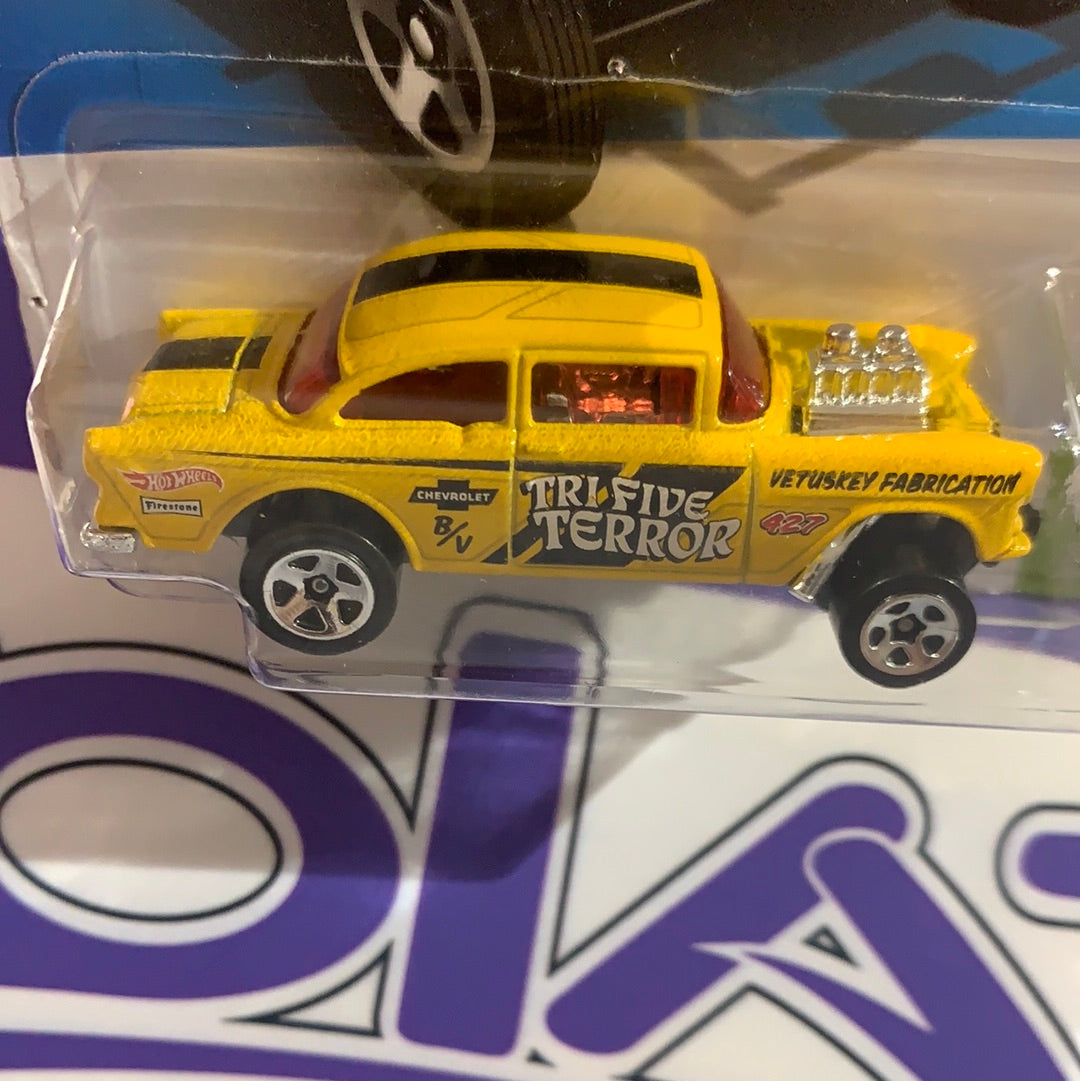 HOT WHEELS
Firestone
CHEVROLET
B/V
TRI-FIVE
TERROR
VETUSKEY FABRICATION
427